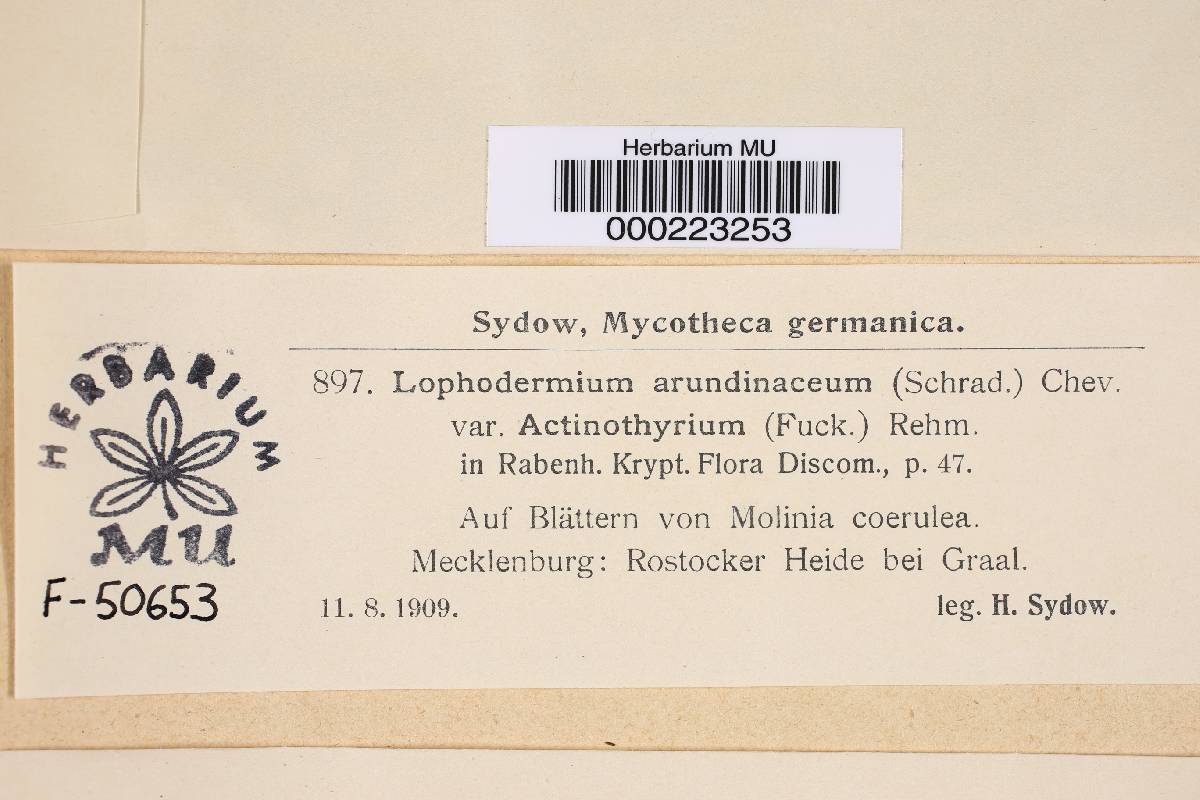 Herbarium MU
000223253
Sydow, Mycotheca germanica.
897. Lophodermium arundinaceum (Schrad.) Chev.
var. Actinothyrium (Fuck.) Rehm.
in Rabenh. Krypt. Flora Discom., p. 47.
Auf Blättern von Molinia coerulea.
Mecklenburg: Rostocker Heide bei Graal.
11. 8. 1909. leg. H. Sydow.
HERBARIUM
MU
F-50653